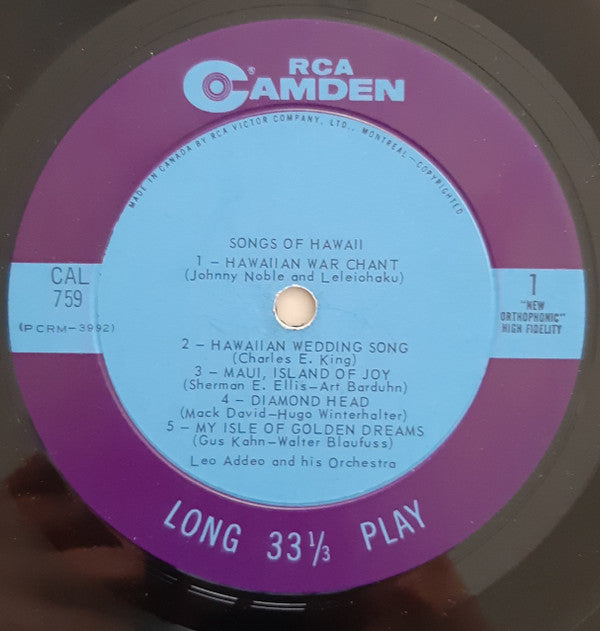 RCA
CAMDEN
®
MADE IN CANADA BY RCA VICTOR COMPANY, LTD., MONTREAL—COPYRIGHTED
SONGS OF HAWAII
1 – HAWAIIAN WAR CHANT
(Johnny Noble and Leleiohaku)
CAL
759
(PCRM-3992)
1
"NEW
ORTHOPHONIC"
HIGH FIDELITY
2 – HAWAIIAN WEDDING SONG
(Charles E. King)
3 – MAUI, ISLAND OF JOY
(Sherman E. Ellis–Art Barduhn)
4 – DIAMOND HEAD
(Mack David–Hugo Winterhalter)
5 – MY ISLE OF GOLDEN DREAMS
(Gus Kahn–Walter Blaufuss)
Leo Addeo and his Orchestra
LONG 33⅓ PLAY